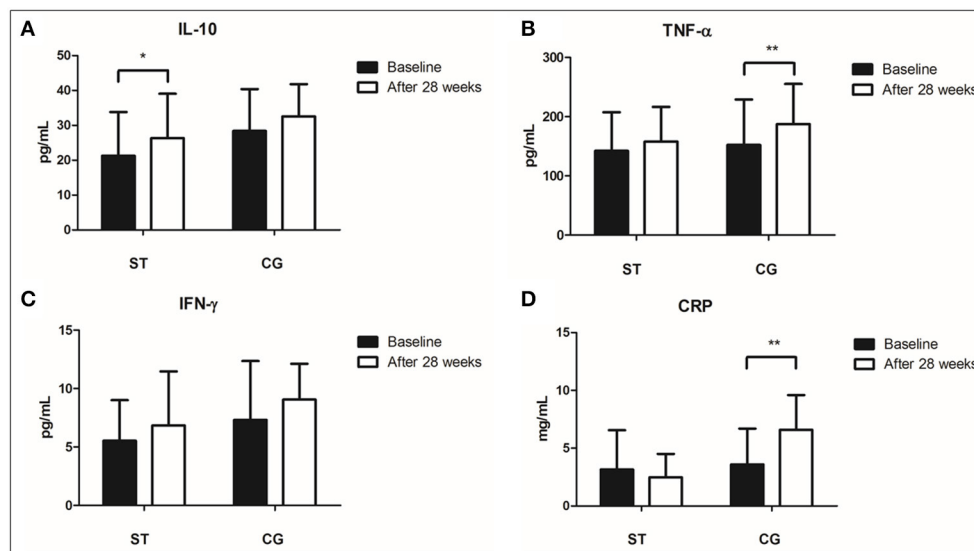 A
IL-10
50
40
30
20
10
0
pg/mL
*
Baseline
After 28 weeks
ST
CG
B
TNF-α
300
200
100
0
pg/mL
**
Baseline
After 28 weeks
ST
CG
C
IFN-γ
15
10
5
0
pg/mL
Baseline
After 28 weeks
ST
CG
D
CRP
15
10
5
0
mg/mL
**
Baseline
After 28 weeks
ST
CG